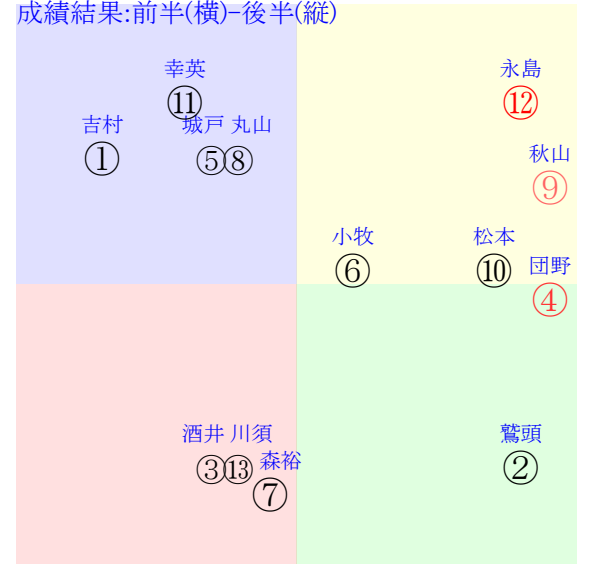 成績結果:前半(横)-後半(縦)
幸英
⑪
永島
⑫
吉村
①
城戸 丸山
⑤⑧
秋山
⑨
小牧
⑥
松本
⑩
団野
④
酒井 川須
③⑬
森裕
⑦
鷲頭
②